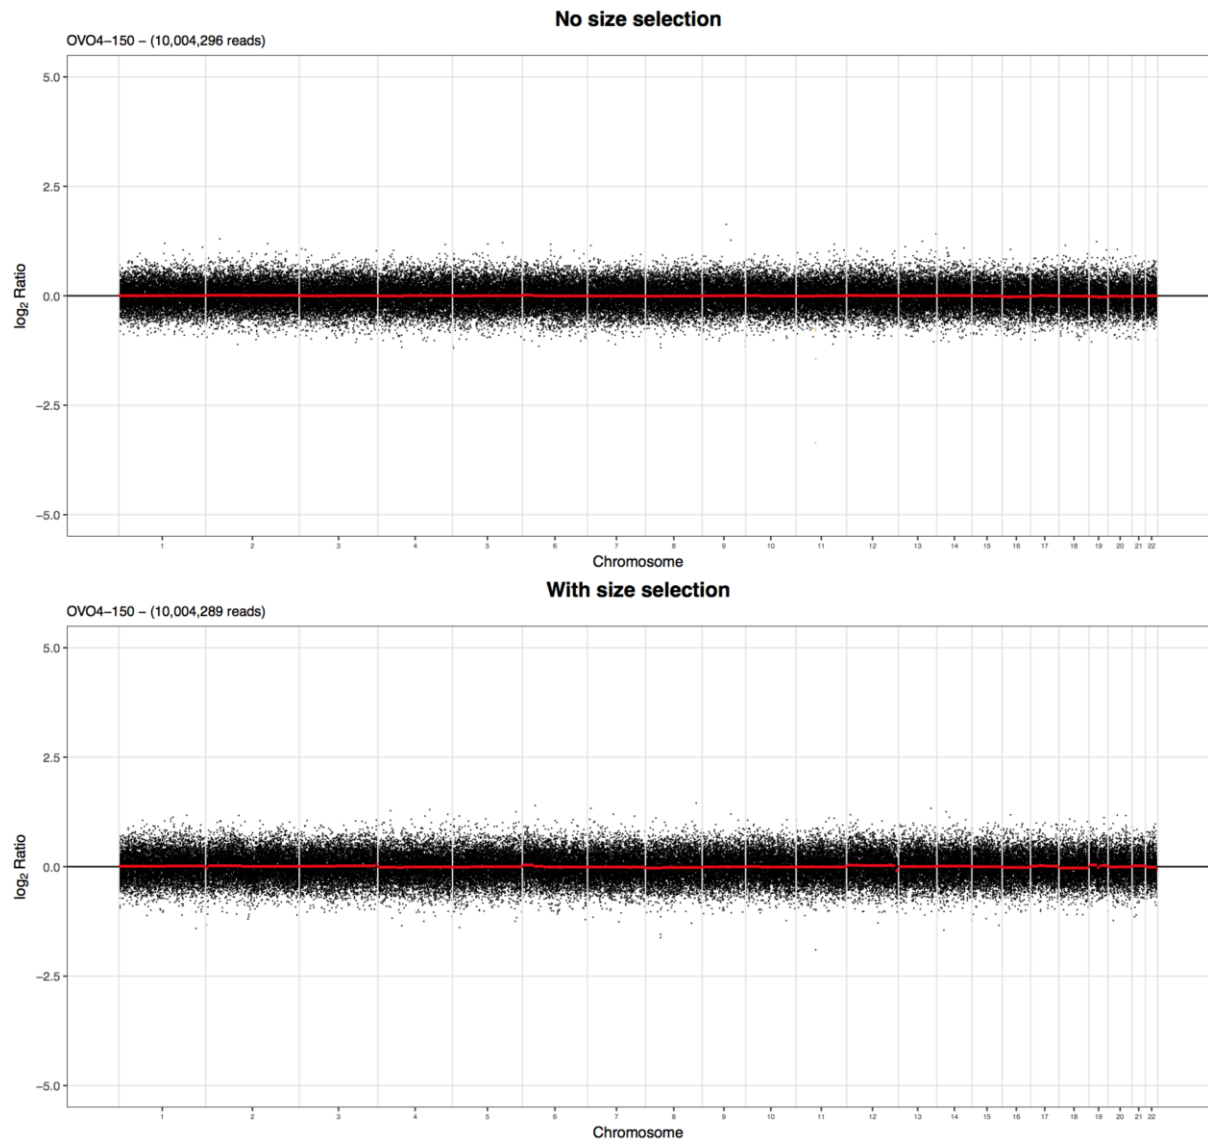 No size selection
OVO4−150 − (10,004,296 reads)
5.0
2.5
0.0
−2.5
−5.0
log2 Ratio
1 2 3 4 5 6 7 8 9 10 11 12 13 14 15 16 17 18 19 20 21 22
Chromosome
With size selection
OVO4−150 − (10,004,289 reads)
5.0
2.5
0.0
−2.5
−5.0
log2 Ratio
1 2 3 4 5 6 7 8 9 10 11 12 13 14 15 16 17 18 19 20 21 22
Chromosome